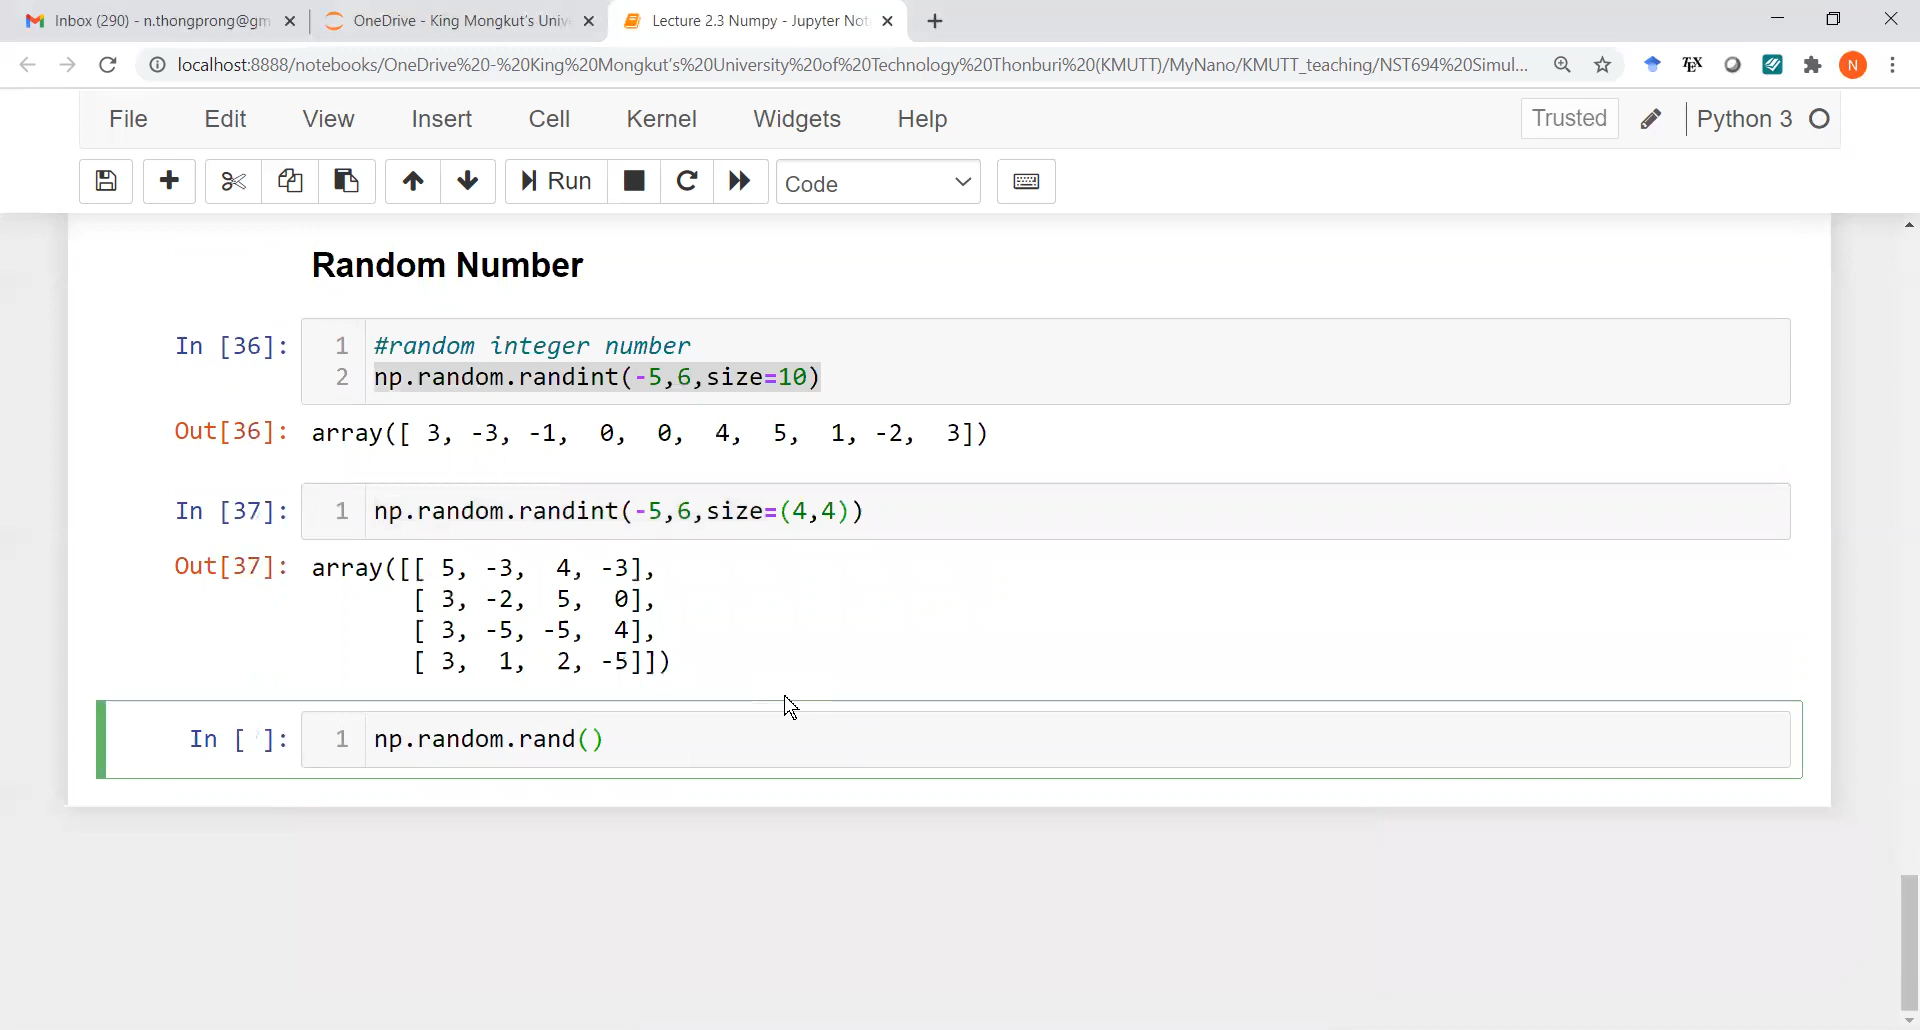 Inbox (290) - n.thongprong@gm
OneDrive - King Mongkut's Univ
Lecture 2.3 Numpy - Jupyter Not
localhost:8888/notebooks/OneDrive%20-%20King%20Mongkut's%20University%20of%20Technology%20Thonburi%20(KMUTT)/MyNano/KMUTT_teaching/NST694%20Simul...
TEX
N
File Edit View Insert Cell Kernel Widgets Help Trusted Python 3
Run Code
Random Number
In [36]: 1 #random integer number
2 np.random.randint(-5,6,size=10)
Out[36]: array([ 3, -3, -1,  0,  0,  4,  5,  1, -2,  3])
In [37]: 1 np.random.randint(-5,6,size=(4,4))
Out[37]: array([[ 5, -3,  4, -3],
[ 3, -2,  5,  0],
[ 3, -5, -5,  4],
[ 3,  1,  2, -5]])
In [ ]: 1 np.random.rand()